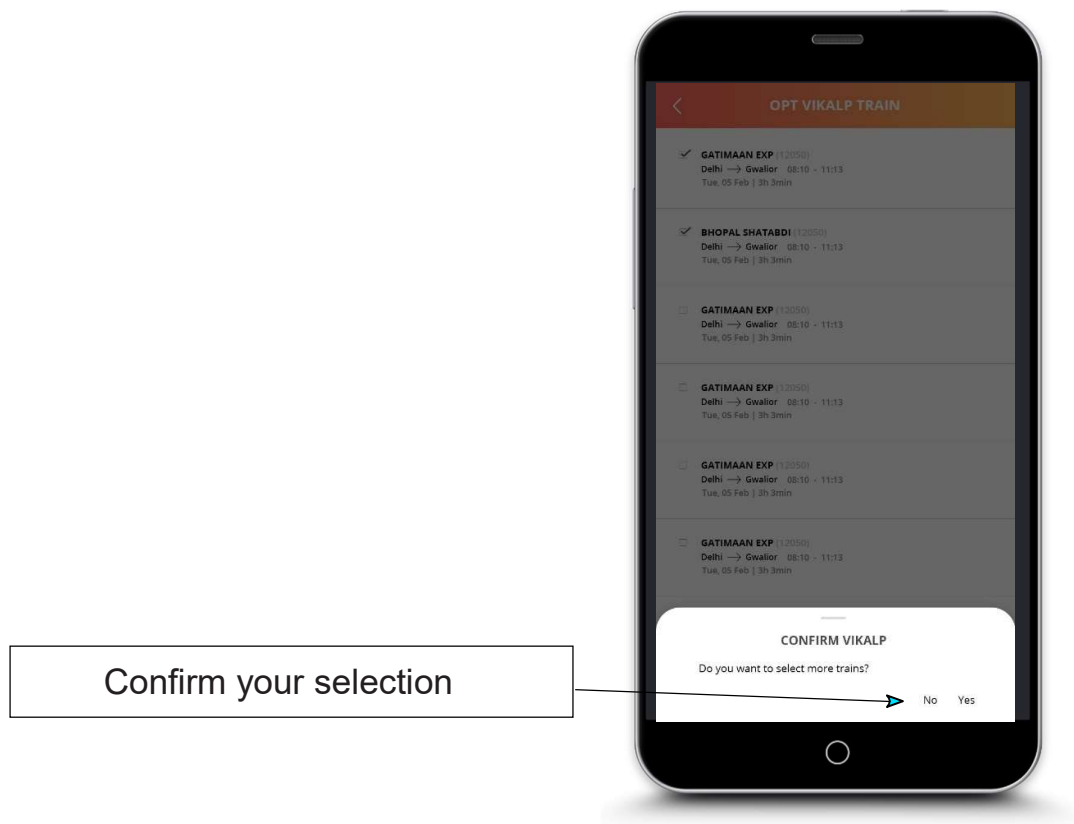 OPT VIKALP TRAIN
GATIMAAN EXP (12050)
Delhi → Gwalior 08:10 - 11:13
Tue, 05 Feb | 3h 3min
BHOPAL SHATABDI (12050)
Delhi → Gwalior 08:10 - 11:13
Tue, 05 Feb | 3h 3min
GATIMAAN EXP (12050)
Delhi → Gwalior 08:10 - 11:13
Tue, 05 Feb | 3h 3min
GATIMAAN EXP (12050)
Delhi → Gwalior 08:10 - 11:13
Tue, 05 Feb | 3h 3min
GATIMAAN EXP (12050)
Delhi → Gwalior 08:10 - 11:13
Tue, 05 Feb | 3h 3min
GATIMAAN EXP (12050)
Delhi → Gwalior 08:10 - 11:13
Tue, 05 Feb | 3h 3min
CONFIRM VIKALP
Do you want to select more trains?
No Yes
Confirm your selection